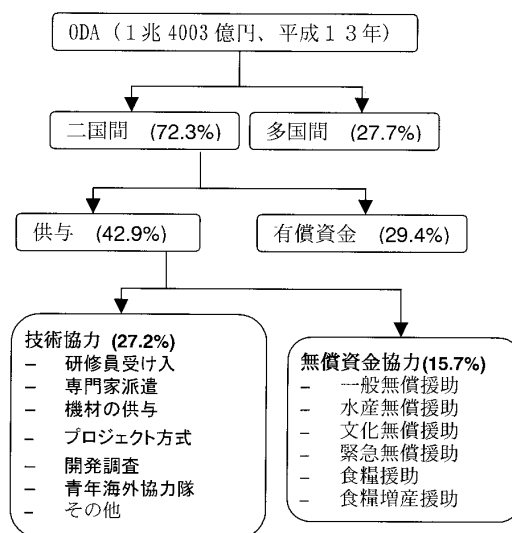 ODA（1兆4003億円、平成13年）
二国間 (72.3%)
多国間 (27.7%)
供与 (42.9%)
有償資金 (29.4%)
技術協力 (27.2%)
– 研修員受け入
– 専門家派遣
– 機材の供与
– プロジェクト方式
– 開発調査
– 青年海外協力隊
– その他
無償資金協力(15.7%)
– 一般無償援助
– 水産無償援助
– 文化無償援助
– 緊急無償援助
– 食糧援助
– 食糧増産援助